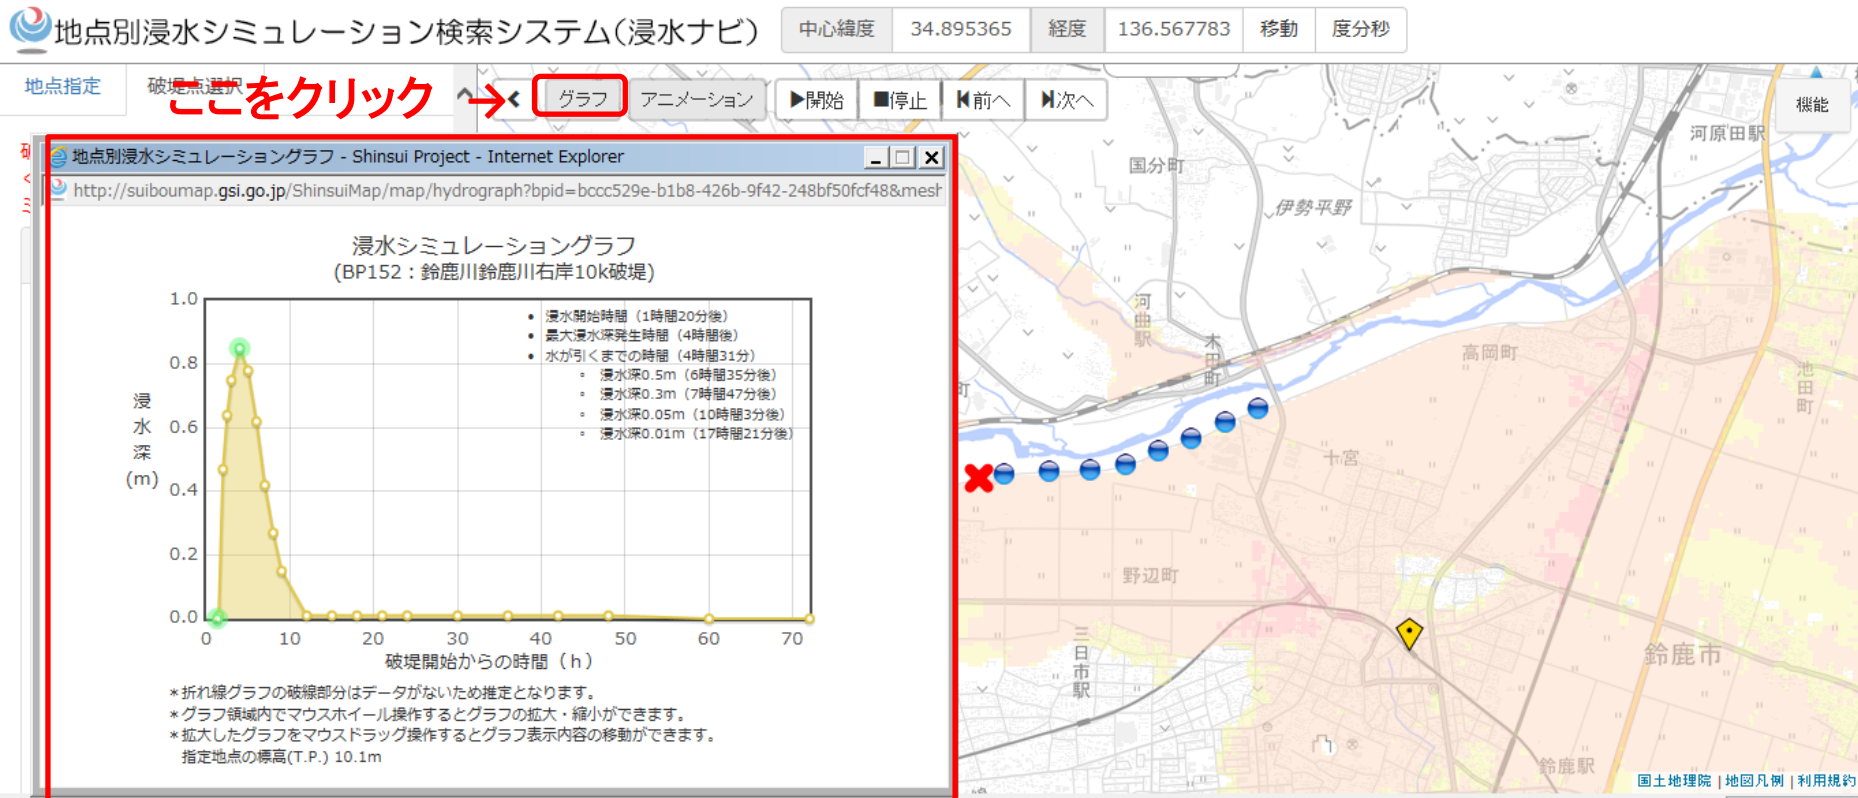 地点別浸水シミュレーション検索システム(浸水ナビ)
中心緯度 34.895365 経度 136.567783 移動 度分秒
地点指定 破堤点選択
ここをクリック →
グラフ アニメーション ▶開始 ■停止 前へ 次へ
機能
地点別浸水シミュレーショングラフ - Shinsui Project - Internet Explorer
http://suiboumap.gsi.go.jp/ShinsuiMap/map/hydrograph?bpid=bccc529e-b1b8-426b-9f42-248bf50fcf48&mesh
浸水シミュレーショングラフ
(BP152：鈴鹿川鈴鹿川右岸10k破堤)
• 浸水開始時間（1時間20分後）
• 最大浸水深発生時間（4時間後）
• 水が引くまでの時間（4時間31分）
◦ 浸水深0.5m（6時間35分後）
◦ 浸水深0.3m（7時間47分後）
◦ 浸水深0.05m（10時間3分後）
◦ 浸水深0.01m（17時間21分後）
浸水深(m)
1.0
0.8
0.6
0.4
0.2
0.0
0 10 20 30 40 50 60 70
破堤開始からの時間（h）
*折れ線グラフの破線部分はデータがないため推定となります。
*グラフ領域内でマウスホイール操作するとグラフの拡大・縮小ができます。
*拡大したグラフをマウスドラッグ操作するとグラフ表示内容の移動ができます。
指定地点の標高(T.P.) 10.1m
河原田駅
国分町
伊勢平野
河曲駅
木田町
高岡町
池田町
町
十宮
野辺町
三日市駅
鈴鹿市
鈴鹿駅
国土地理院 | 地図凡例 | 利用規約